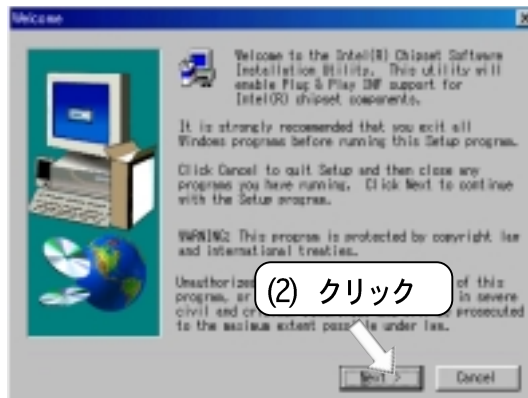 Welcome
Welcome to the Intel(R) Chipset Software
Installation Utility. This utility will
enable Plug & Play INF support for
Intel(R) chipset components.
It is strongly recommended that you exit all
Windows programs before running this Setup program.
Click Cancel to quit Setup and then close any
programs you have running. Click Next to continue
with the Setup program.
WARNING: This program is protected by copyright law
and international treaties.
Unauthorized of this
program, or in severe
civil and prosecuted
to the maximum extent possible under law.
(2) クリック
Next >
Cancel